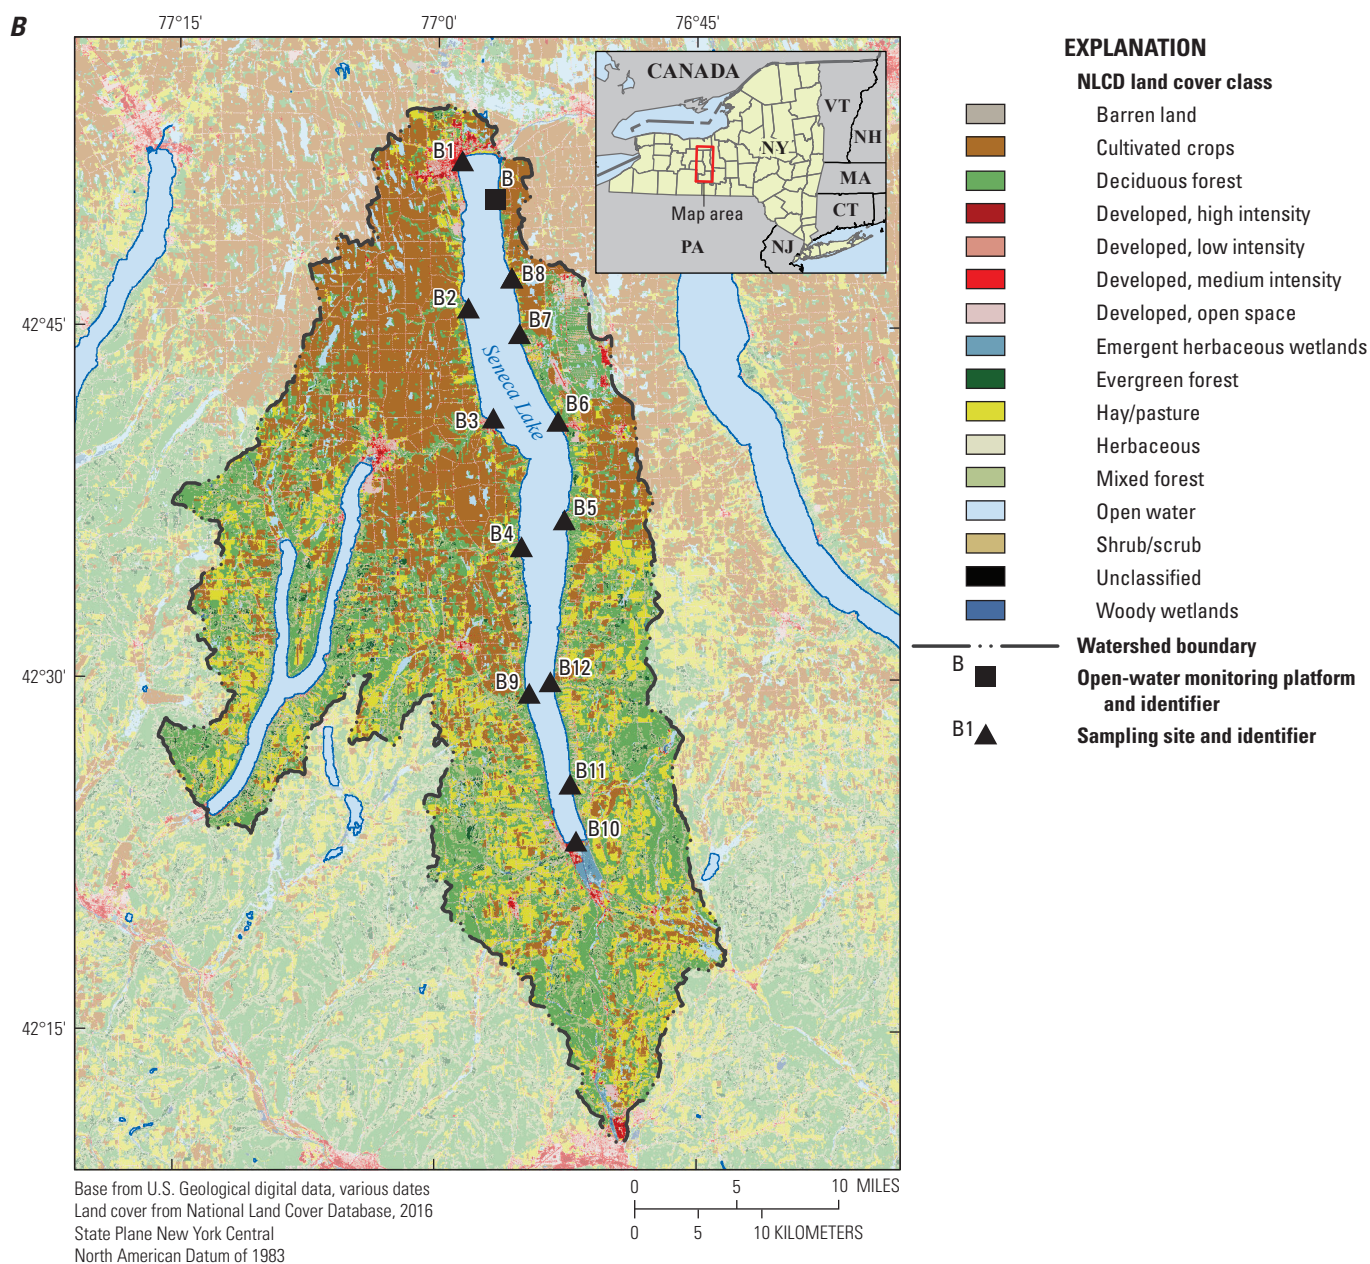 B
77°15'
77°0'
76°45'
42°45'
42°30'
42°15'
CANADA
VT
NH
NY
MA
CT
Map area
PA
NJ
B1
B
B8
B2
B7
Seneca Lake
B3
B6
B5
B4
B12
B9
B11
B10
EXPLANATION
NLCD land cover class
Barren land
Cultivated crops
Deciduous forest
Developed, high intensity
Developed, low intensity
Developed, medium intensity
Developed, open space
Emergent herbaceous wetlands
Evergreen forest
Hay/pasture
Herbaceous
Mixed forest
Open water
Shrub/scrub
Unclassified
Woody wetlands
Watershed boundary
B
Open-water monitoring platform
and identifier
B1
Sampling site and identifier
Base from U.S. Geological digital data, various dates
Land cover from National Land Cover Database, 2016
State Plane New York Central
North American Datum of 1983
0 5 10 MILES
0 5 10 KILOMETERS